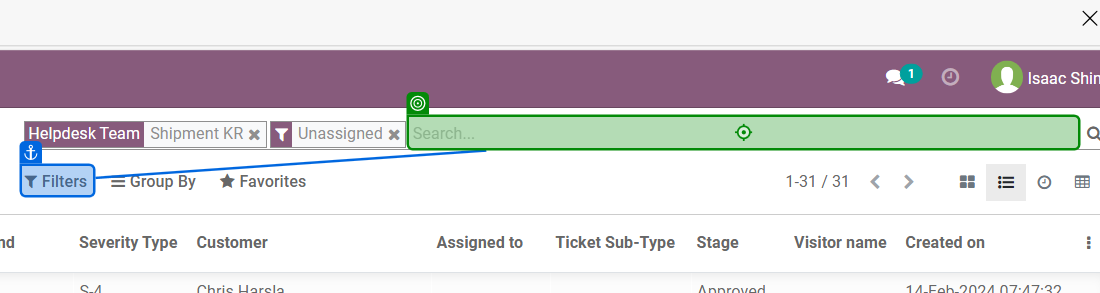 1
Isaac Shin
Helpdesk Team Shipment KR Unassigned Search...
Filters Group By Favorites 1-31 / 31
nd Severity Type Customer Assigned to Ticket Sub-Type Stage Visitor name Created on
S-4 Chris Harsla Approved 14-Feb-2024 07:47:32